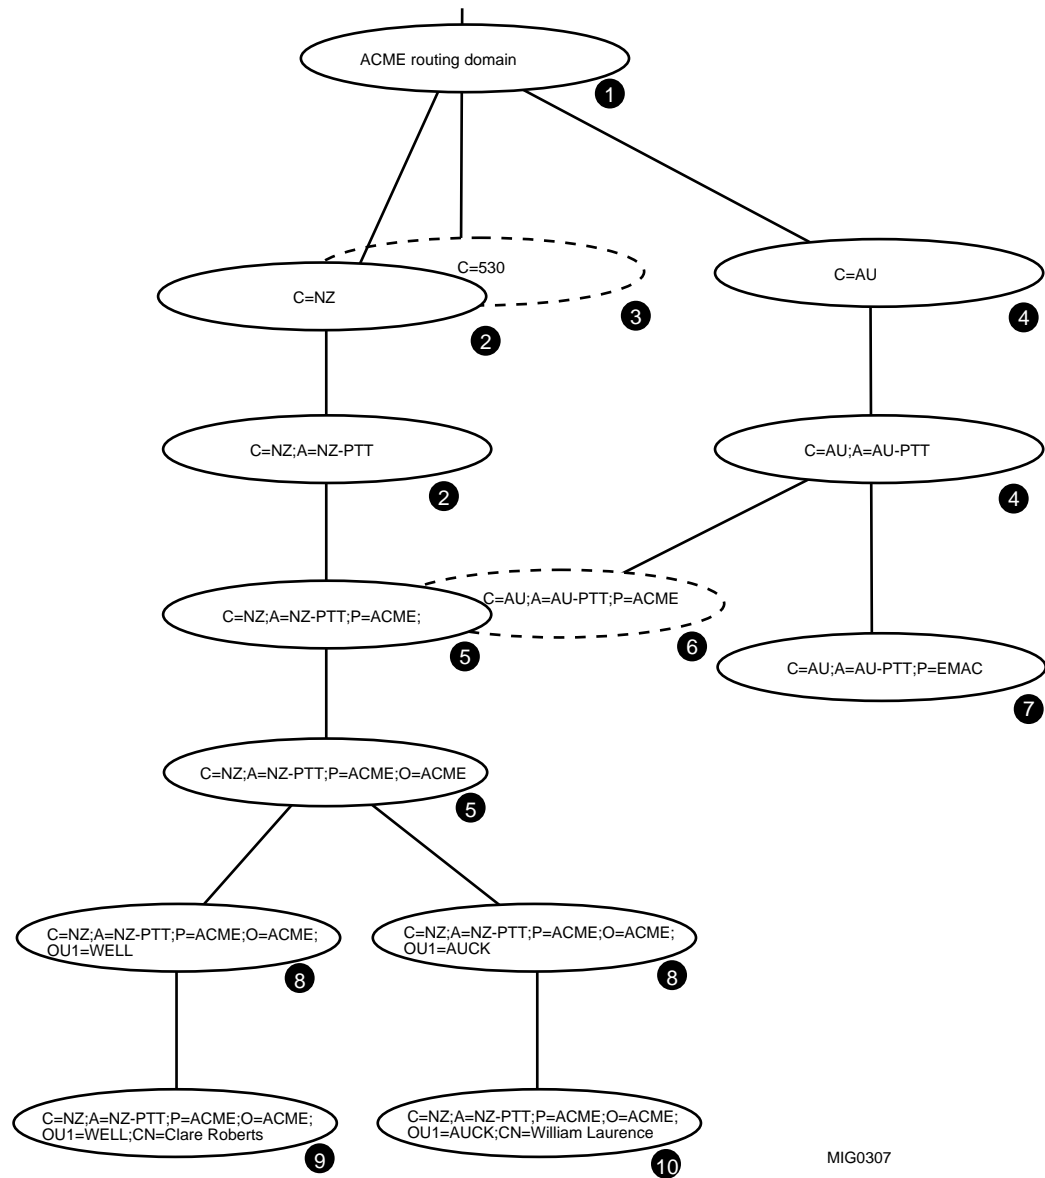 ACME routing domain
1
C=530
C=NZ
3
2
C=AU
4
C=NZ;A=NZ-PTT
2
C=AU;A=AU-PTT
4
C=NZ;A=NZ-PTT;P=ACME;
5
C=AU;A=AU-PTT;P=ACME
6
C=AU;A=AU-PTT;P=EMAC
7
C=NZ;A=NZ-PTT;P=ACME;O=ACME
5
C=NZ;A=NZ-PTT;P=ACME;O=ACME;
OU1=WELL
8
C=NZ;A=NZ-PTT;P=ACME;O=ACME;
OU1=AUCK
8
C=NZ;A=NZ-PTT;P=ACME;O=ACME;
OU1=WELL;CN=Clare Roberts
9
C=NZ;A=NZ-PTT;P=ACME;O=ACME;
OU1=AUCK;CN=William Laurence
10
MIG0307